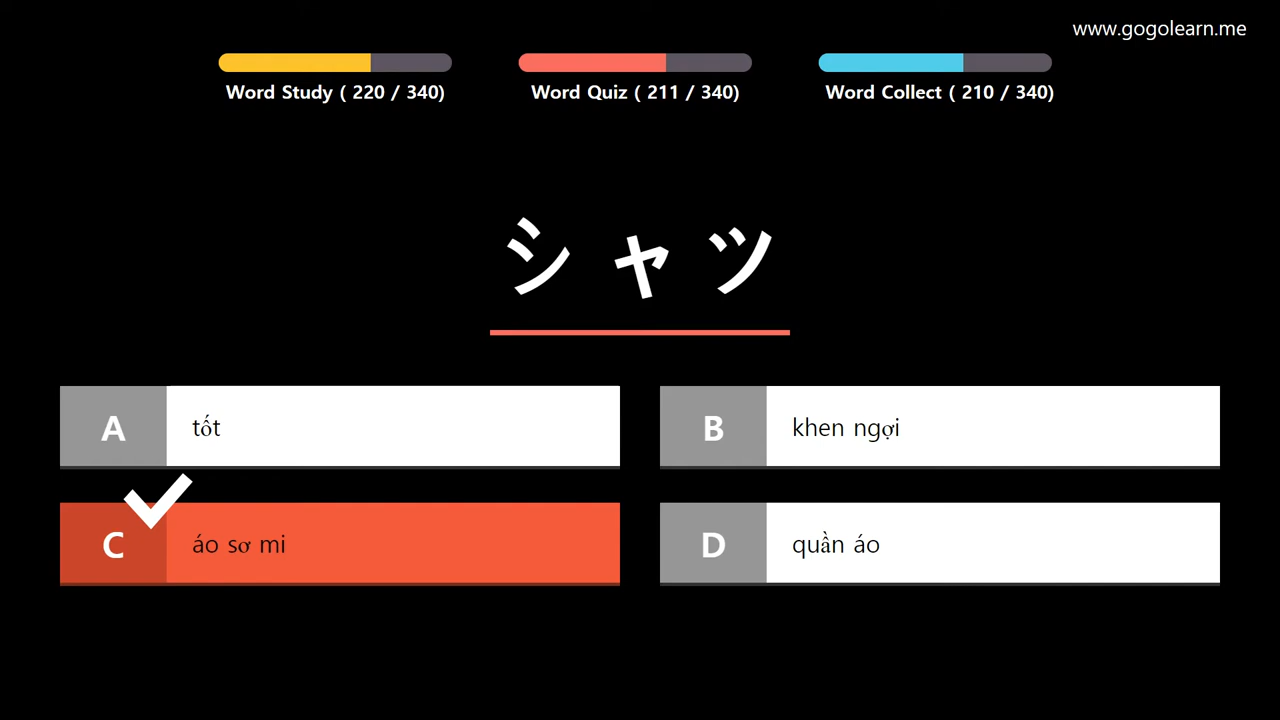 www.gogolearn.me
Word Study ( 220 / 340)
Word Quiz ( 211 / 340)
Word Collect ( 210 / 340)
シャツ
A tốt
B khen ngợi
C áo sơ mi
D quần áo